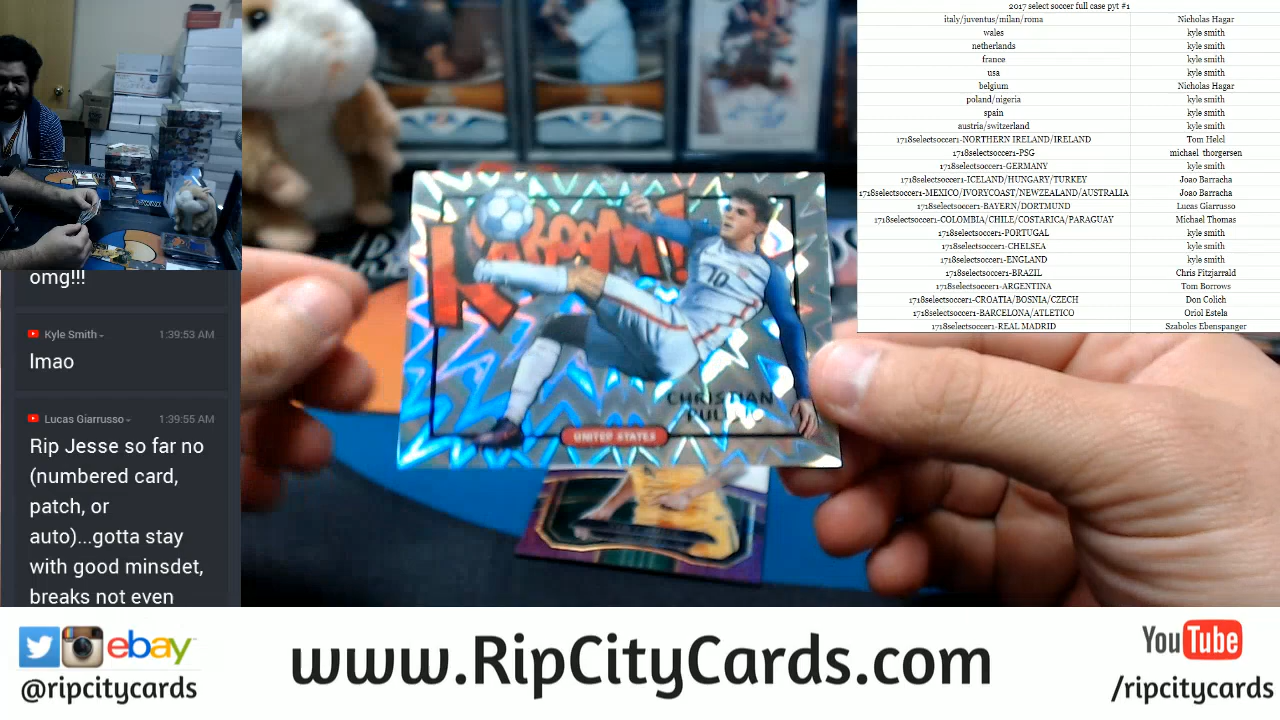 omg!!!
Kyle Smith 1:39:53 AM
lmao
Lucas Giarrusso 1:39:55 AM
Rip Jesse so far no
(numbered card,
patch, or
auto)...gotta stay
with good minsdet,
breaks not even
KABOOM!
10
CHRISTIAN
UNITED STATES
2017 select soccer full case pyt #1
italy/juventus/milan/roma Nicholas Hagar
wales kyle smith
netherlands kyle smith
france kyle smith
usa kyle smith
belgium Nicholas Hagar
poland/nigeria kyle smith
spain kyle smith
austria/switzerland kyle smith
1718selectsoccer1-NORTHERN IRELAND/IRELAND Tom Helcl
1718selectsoccer1-PSG michael thorgersen
1718selectsoccer1-GERMANY kyle smith
1718selectsoccer1-ICELAND/HUNGARY/TURKEY Joao Barracha
1718selectsoccer1-MEXICO/IVORYCOAST/NEWZEALAND/AUSTRALIA Joao Barracha
1718selectsoccer1-BAYERN/DORTMUND Lucas Giarrusso
1718selectsoccer1-COLOMBIA/CHILE/COSTARICA/PARAGUAY Michael Thomas
1718selectsoccer1-PORTUGAL kyle smith
1718selectsoccer1-CHELSEA kyle smith
1718selectsoccer1-ENGLAND kyle smith
1718selectsoccer1-BRAZIL Chris Fitzjarrald
1718selectsoccer1-ARGENTINA Tom Borrows
1718selectsoccer1-CROATIA/BOSNIA/CZECH Don Colich
1718selectsoccer1-BARCELONA/ATLETICO Oriol Estela
1718selectsoccer1-REAL MADRID Szabolcs Ebenspanger
ebay
@ripcitycards
www.RipCityCards.com
YouTube
/ripcitycards